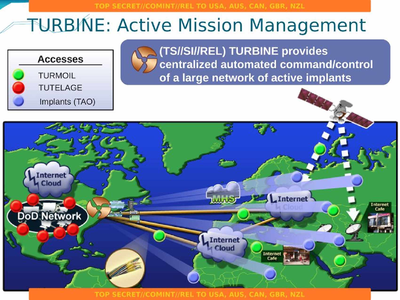 TOP SECRET//COMINT//REL TO USA, AUS, CAN, GBR, NZL
TURBINE: Active Mission Management
Accesses
TURMOIL
TUTELAGE
Implants (TAO)
(TS//SI//REL) TURBINE provides
centralized automated command/control
of a large network of active implants
Internet
Cloud
DoD Network
MHS
Internet
Cloud
Internet
Cafe
Internet
Cloud
Internet
Cafe
TOP SECRET//COMINT//REL TO USA, AUS, CAN, GBR, NZL